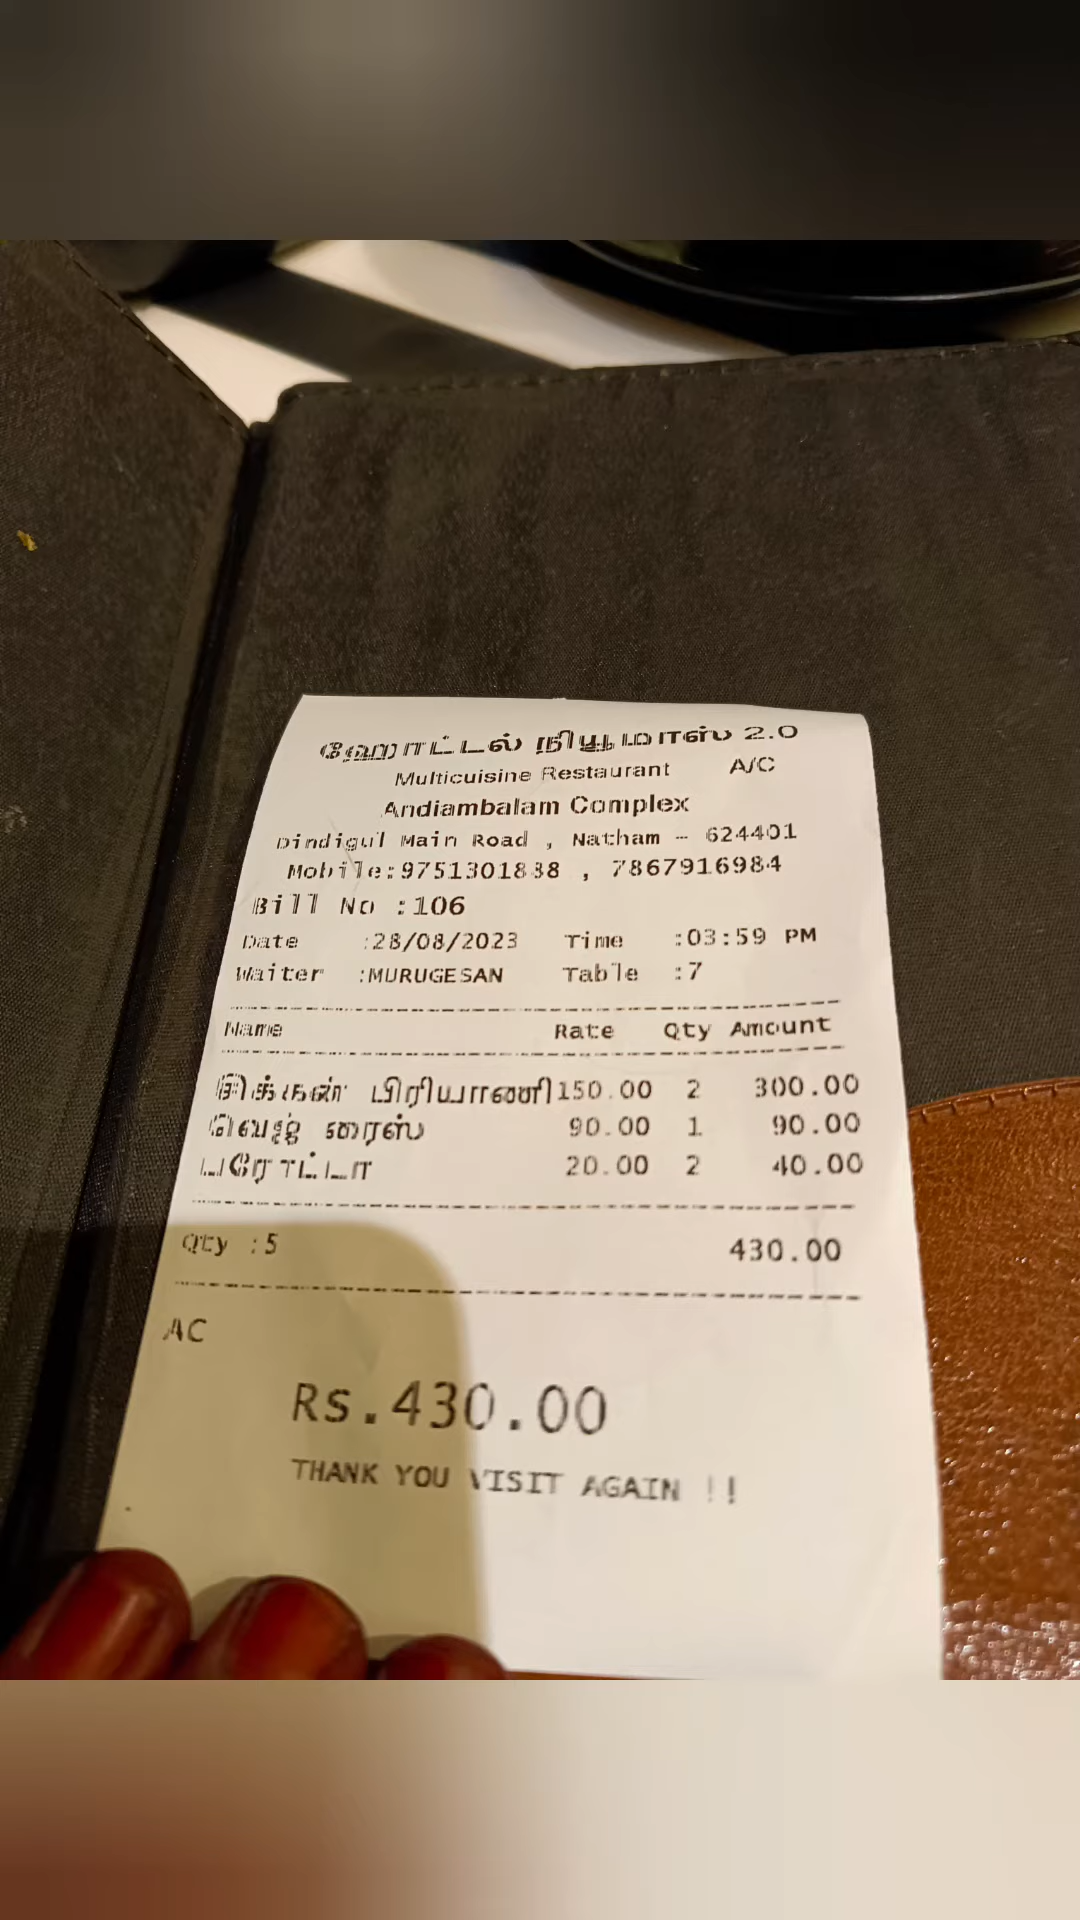 ஹோட்டல் நியூமாஸ் 2.0
Multicuisine Restaurant A/C
Andiambalam Complex
Dindigul Main Road , Natham - 624401
Mobile:9751301838 , 7867916984
Bill No :106
Date :28/08/2023 Time :03:59 PM
Waiter :MURUGESAN Table :7
Name Rate Qty Amount
சிக்கன் பிரியாணி 150.00 2 300.00
வெஜ் ரைஸ் 90.00 1 90.00
பரோட்டா 20.00 2 40.00
Qty :5 430.00
AC
Rs.430.00
THANK YOU VISIT AGAIN !!